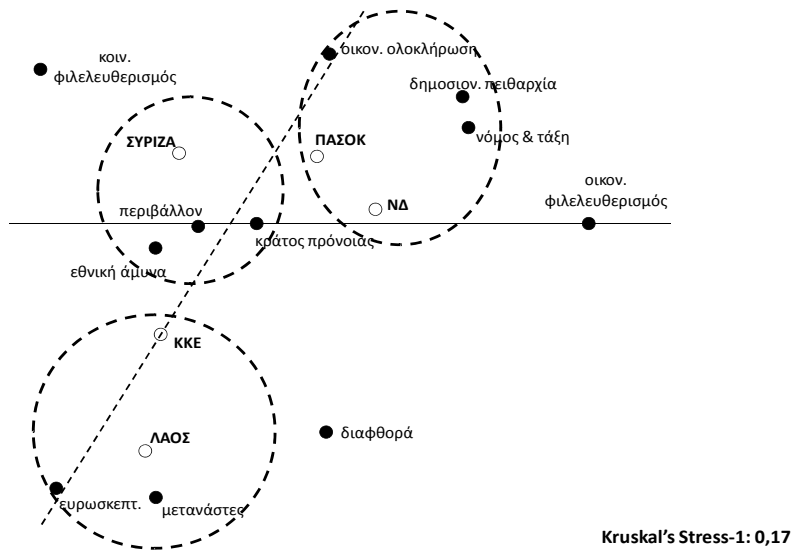 οικον. ολοκλήρωση
κοιν.
φιλελευθερισμός
δημοσιον. πειθαρχία
ΣΥΡΙΖΑ
ΠΑΣΟΚ
νόμος & τάξη
οικον.
φιλελευθερισμός
περιβάλλον
ΝΔ
κράτος πρόνοιας
εθνική άμυνα
ΚΚΕ
ΛΑΟΣ
διαφθορά
ευρωσκεπτ.
μετανάστες
Kruskal's Stress-1: 0,17